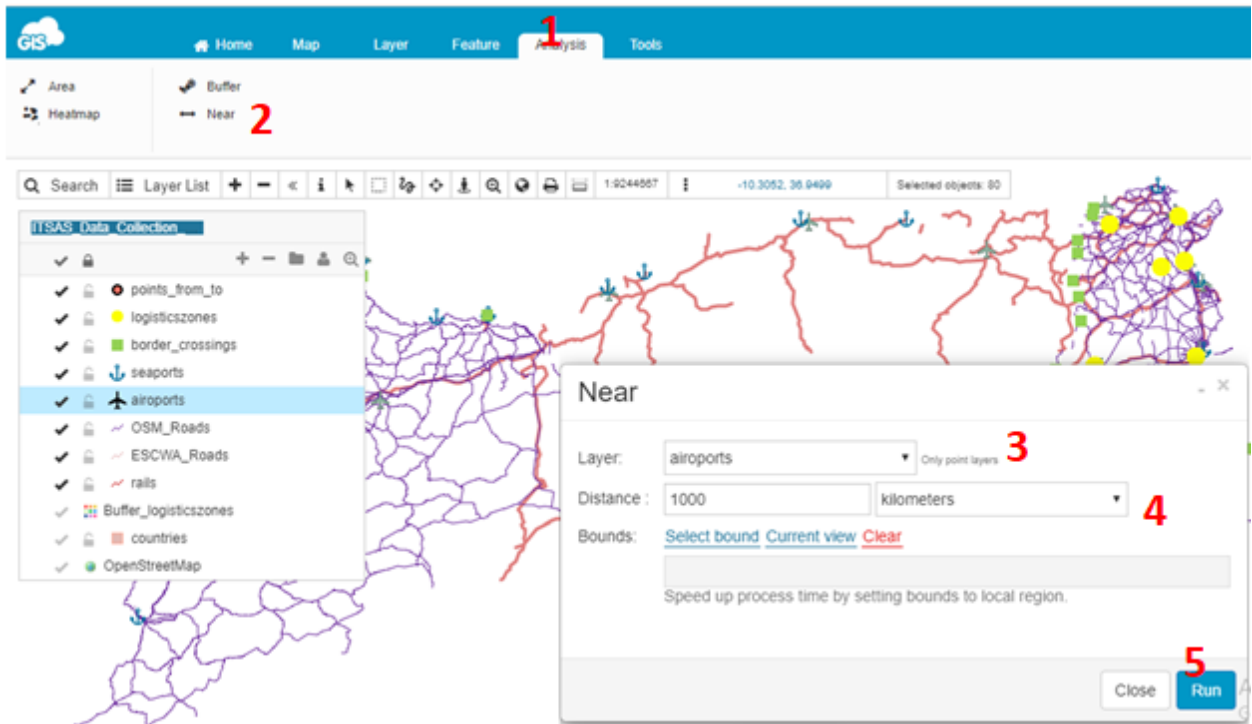 GIS
Home Map Layer Feature Analysis Tools
1
Area
Heatmap
Buffer
Near
2
Search Layer List 1:9244667 -10.3052, 36.9499 Selected objects: 80
ITSAS_Data_Collection_
points_from_to
logisticszones
border_crossings
seaports
airoports
OSM_Roads
ESCWA_Roads
rails
Buffer_logisticszones
countries
OpenStreetMap
Near
Layer: airoports Only point layers 3
Distance : 1000 kilometers 4
Bounds: Select bound Current view Clear
Speed up process time by setting bounds to local region.
5
Close Run